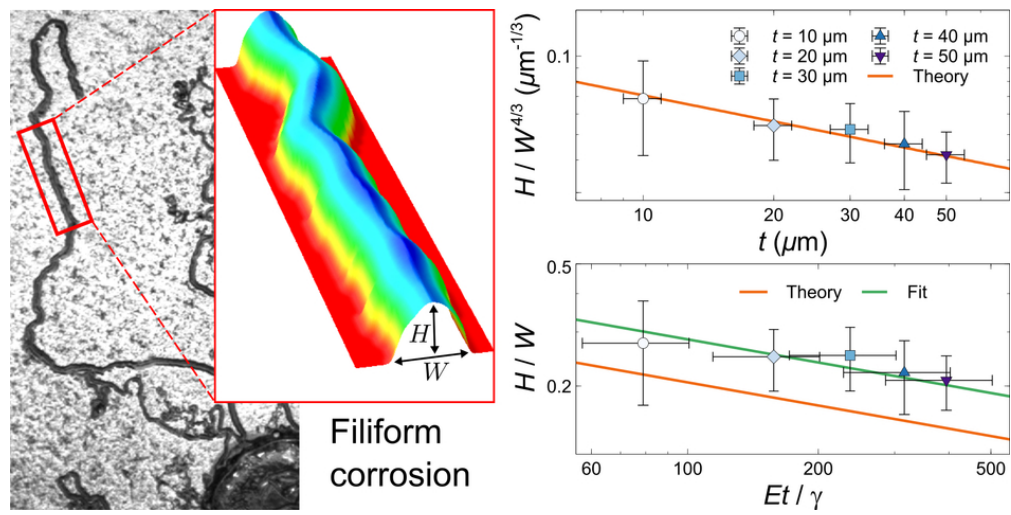 H
W
Filiform
corrosion
H / W^4/3 (µm^-1/3)
0.1
t = 10 µm
t = 20 µm
t = 30 µm
t = 40 µm
t = 50 µm
Theory
10
20
30
40
50
t (µm)
H / W
0.5
0.2
Theory
Fit
60
100
200
500
Et / γ